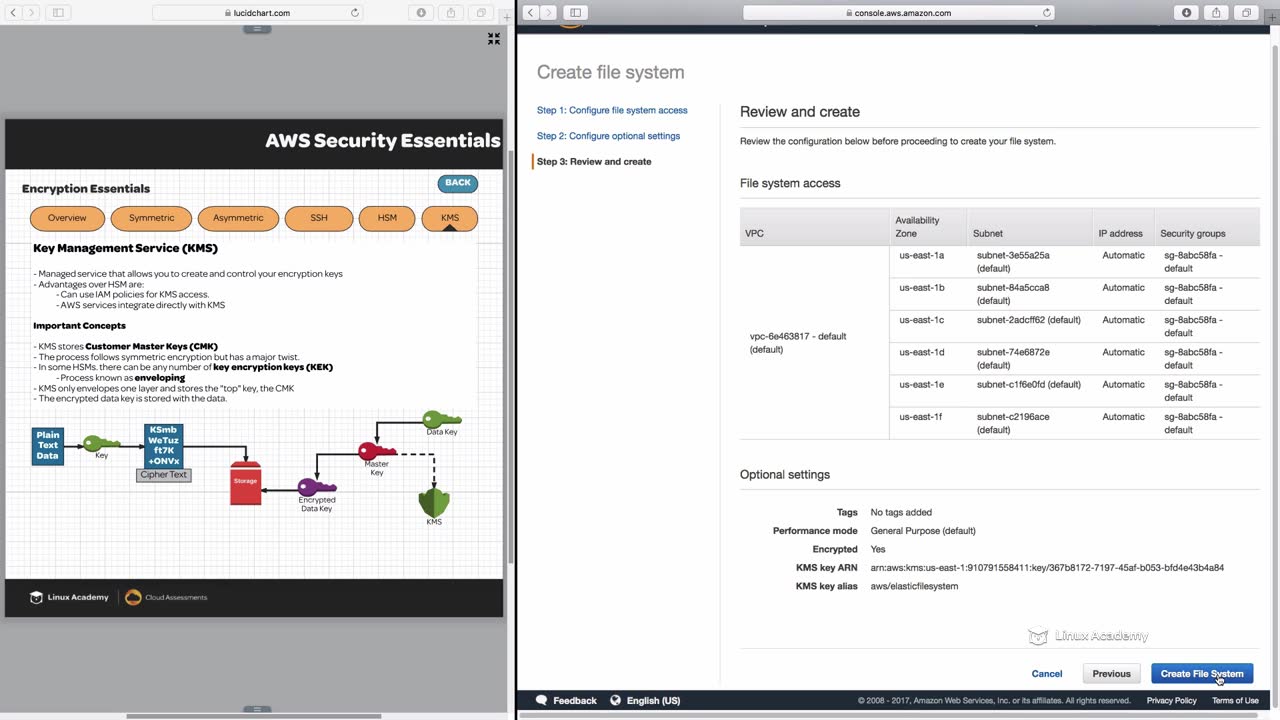 lucidchart.com
console.aws.amazon.com
AWS Security Essentials
Encryption Essentials
BACK
Overview
Symmetric
Asymmetric
SSH
HSM
KMS
Key Management Service (KMS)
- Managed service that allows you to create and control your encryption keys
- Advantages over HSM are:
- Can use IAM policies for KMS access.
- AWS services integrate directly with KMS
Important Concepts
- KMS stores Customer Master Keys (CMK)
- The process follows symmetric encryption but has a major twist.
- In some HSMs. there can be any number of key encryption keys (KEK)
- Process known as enveloping
- KMS only envelopes one layer and stores the "top" key, the CMK
- The encrypted data key is stored with the data.
Plain
Text
Data
Key
KSmb
WeTuz
ft7K
+ONVx
Cipher Text
Storage
Encrypted
Data Key
Master
Key
Data Key
KMS
Linux Academy
Cloud Assessments
Create file system
Step 1: Configure file system access
Step 2: Configure optional settings
Step 3: Review and create
Review and create
Review the configuration below before proceeding to create your file system.
File system access
VPC
Availability
Zone
Subnet
IP address
Security groups
vpc-6e463817 - default
(default)
us-east-1a
subnet-3e55a25a
(default)
Automatic
sg-8abc58fa -
default
us-east-1b
subnet-84a5cca8
(default)
Automatic
sg-8abc58fa -
default
us-east-1c
subnet-2adcff62 (default)
Automatic
sg-8abc58fa -
default
us-east-1d
subnet-74e6872e
(default)
Automatic
sg-8abc58fa -
default
us-east-1e
subnet-c1f6e0fd (default)
Automatic
sg-8abc58fa -
default
us-east-1f
subnet-c2196ace
(default)
Automatic
sg-8abc58fa -
default
Optional settings
Tags No tags added
Performance mode General Purpose (default)
Encrypted Yes
KMS key ARN arn:aws:kms:us-east-1:910791558411:key/367b8172-7197-45af-b053-bfd4e43b4a84
KMS key alias aws/elasticfilesystem
Linux Academy
Cancel
Previous
Create File System
Feedback
English (US)
© 2008 - 2017, Amazon Web Services, Inc. or its affiliates. All rights reserved.
Privacy Policy
Terms of Use